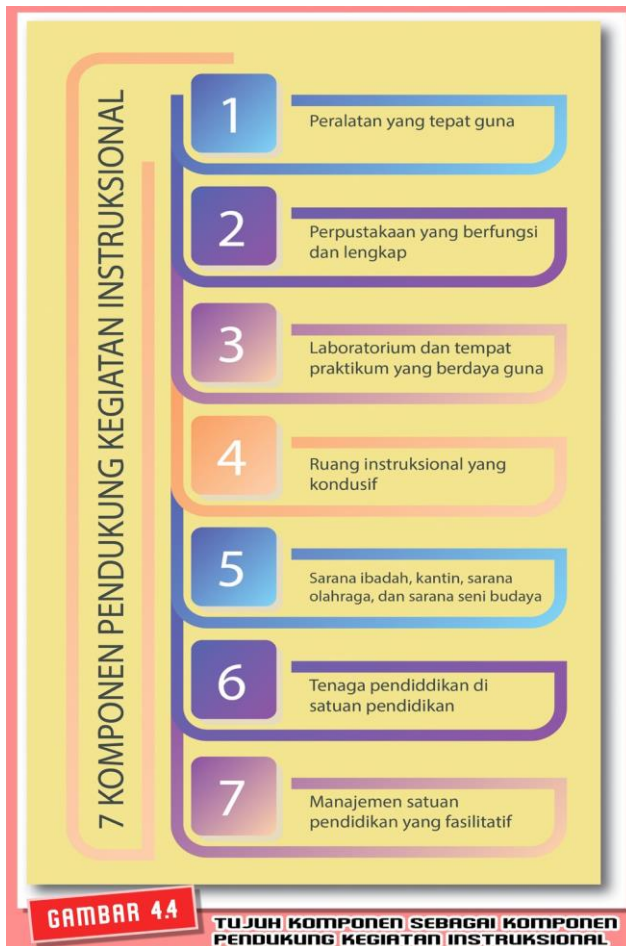 7 KOMPONEN PENDUKUNG KEGIATAN INSTRUKSIONAL
1
Peralatan yang tepat guna
2
Perpustakaan yang berfungsi
dan lengkap
3
Laboratorium dan tempat
praktikum yang berdaya guna
4
Ruang instruksional yang
kondusif
5
Sarana ibadah, kantin, sarana
olahraga, dan sarana seni budaya
6
Tenaga pendiddikan di
satuan pendidikan
7
Manajemen satuan
pendidikan yang fasilitatif
GAMBAR 4.4
TUJUH KOMPONEN SEBAGAI KOMPONEN
PENDUKUNG KEGIATAN INSTRUKSIONAL